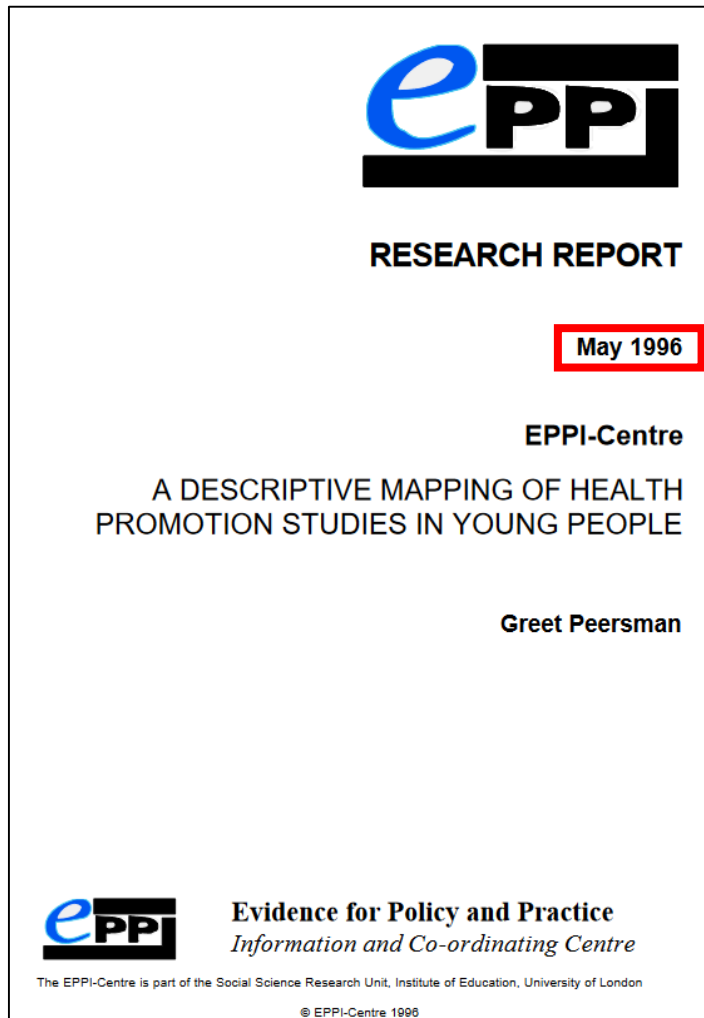 ePPI
RESEARCH REPORT
May 1996
EPPI-Centre
A DESCRIPTIVE MAPPING OF HEALTH
PROMOTION STUDIES IN YOUNG PEOPLE
Greet Peersman
ePPI
Evidence for Policy and Practice
Information and Co-ordinating Centre
The EPPI-Centre is part of the Social Science Research Unit, Institute of Education, University of London
© EPPI-Centre 1996